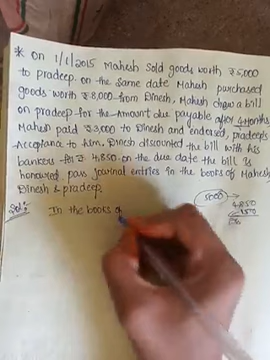 * On 1/1/2015 Mahesh Sold goods worth ₹5,000
to pradeep. on the Same date Mahesh purchased
goods worth ₹8,000 from Dinesh. Mahesh drew a bill
on pradeep for the Amount due payable after 4 Months
Mahesh paid ₹3,000 to Dinesh and endorsed, pradeep's
Acceptance to him. Dinesh discounted the bill with his
bankers for ₹ 4,850 on the due date the bill is
honoured, pass Journal entries in the books of Mahesh
Dinesh & pradeep.
Sol:
5000
4,850
In the books of